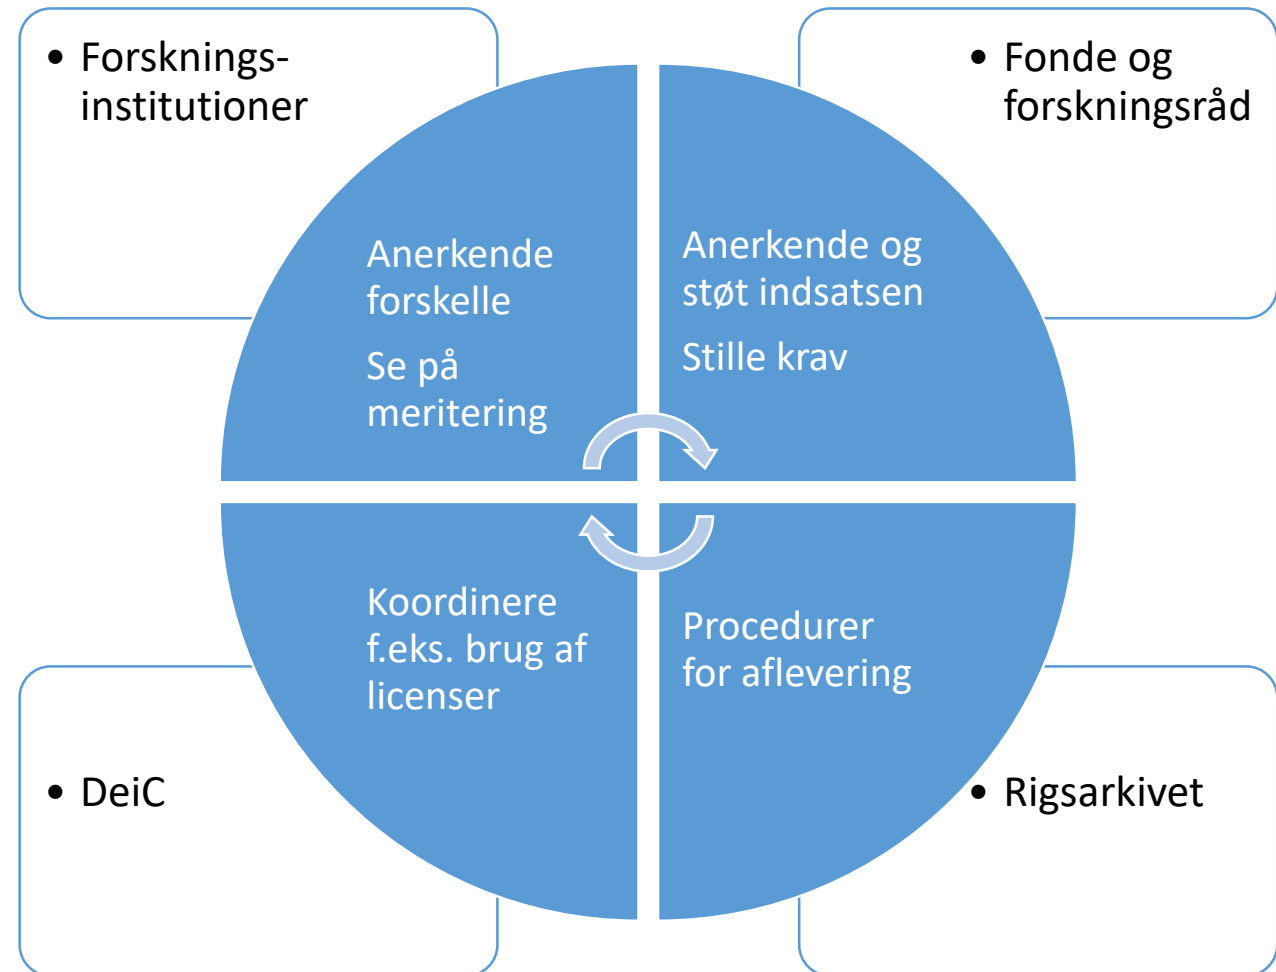 • Forsknings-
institutioner
• Fonde og
forskningsråd
Anerkende
forskelle
Se på
meritering
Anerkende og
støt indsatsen
Stille krav
Koordinere
f.eks. brug af
licenser
Procedurer
for aflevering
• DeiC
• Rigsarkivet